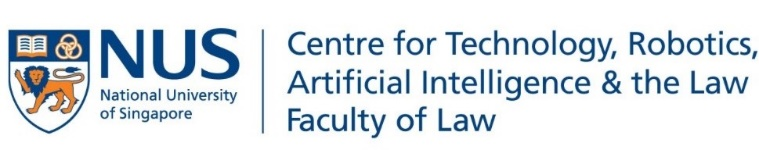 NUS
National University
of Singapore
Centre for Technology, Robotics,
Artificial Intelligence & the Law
Faculty of Law